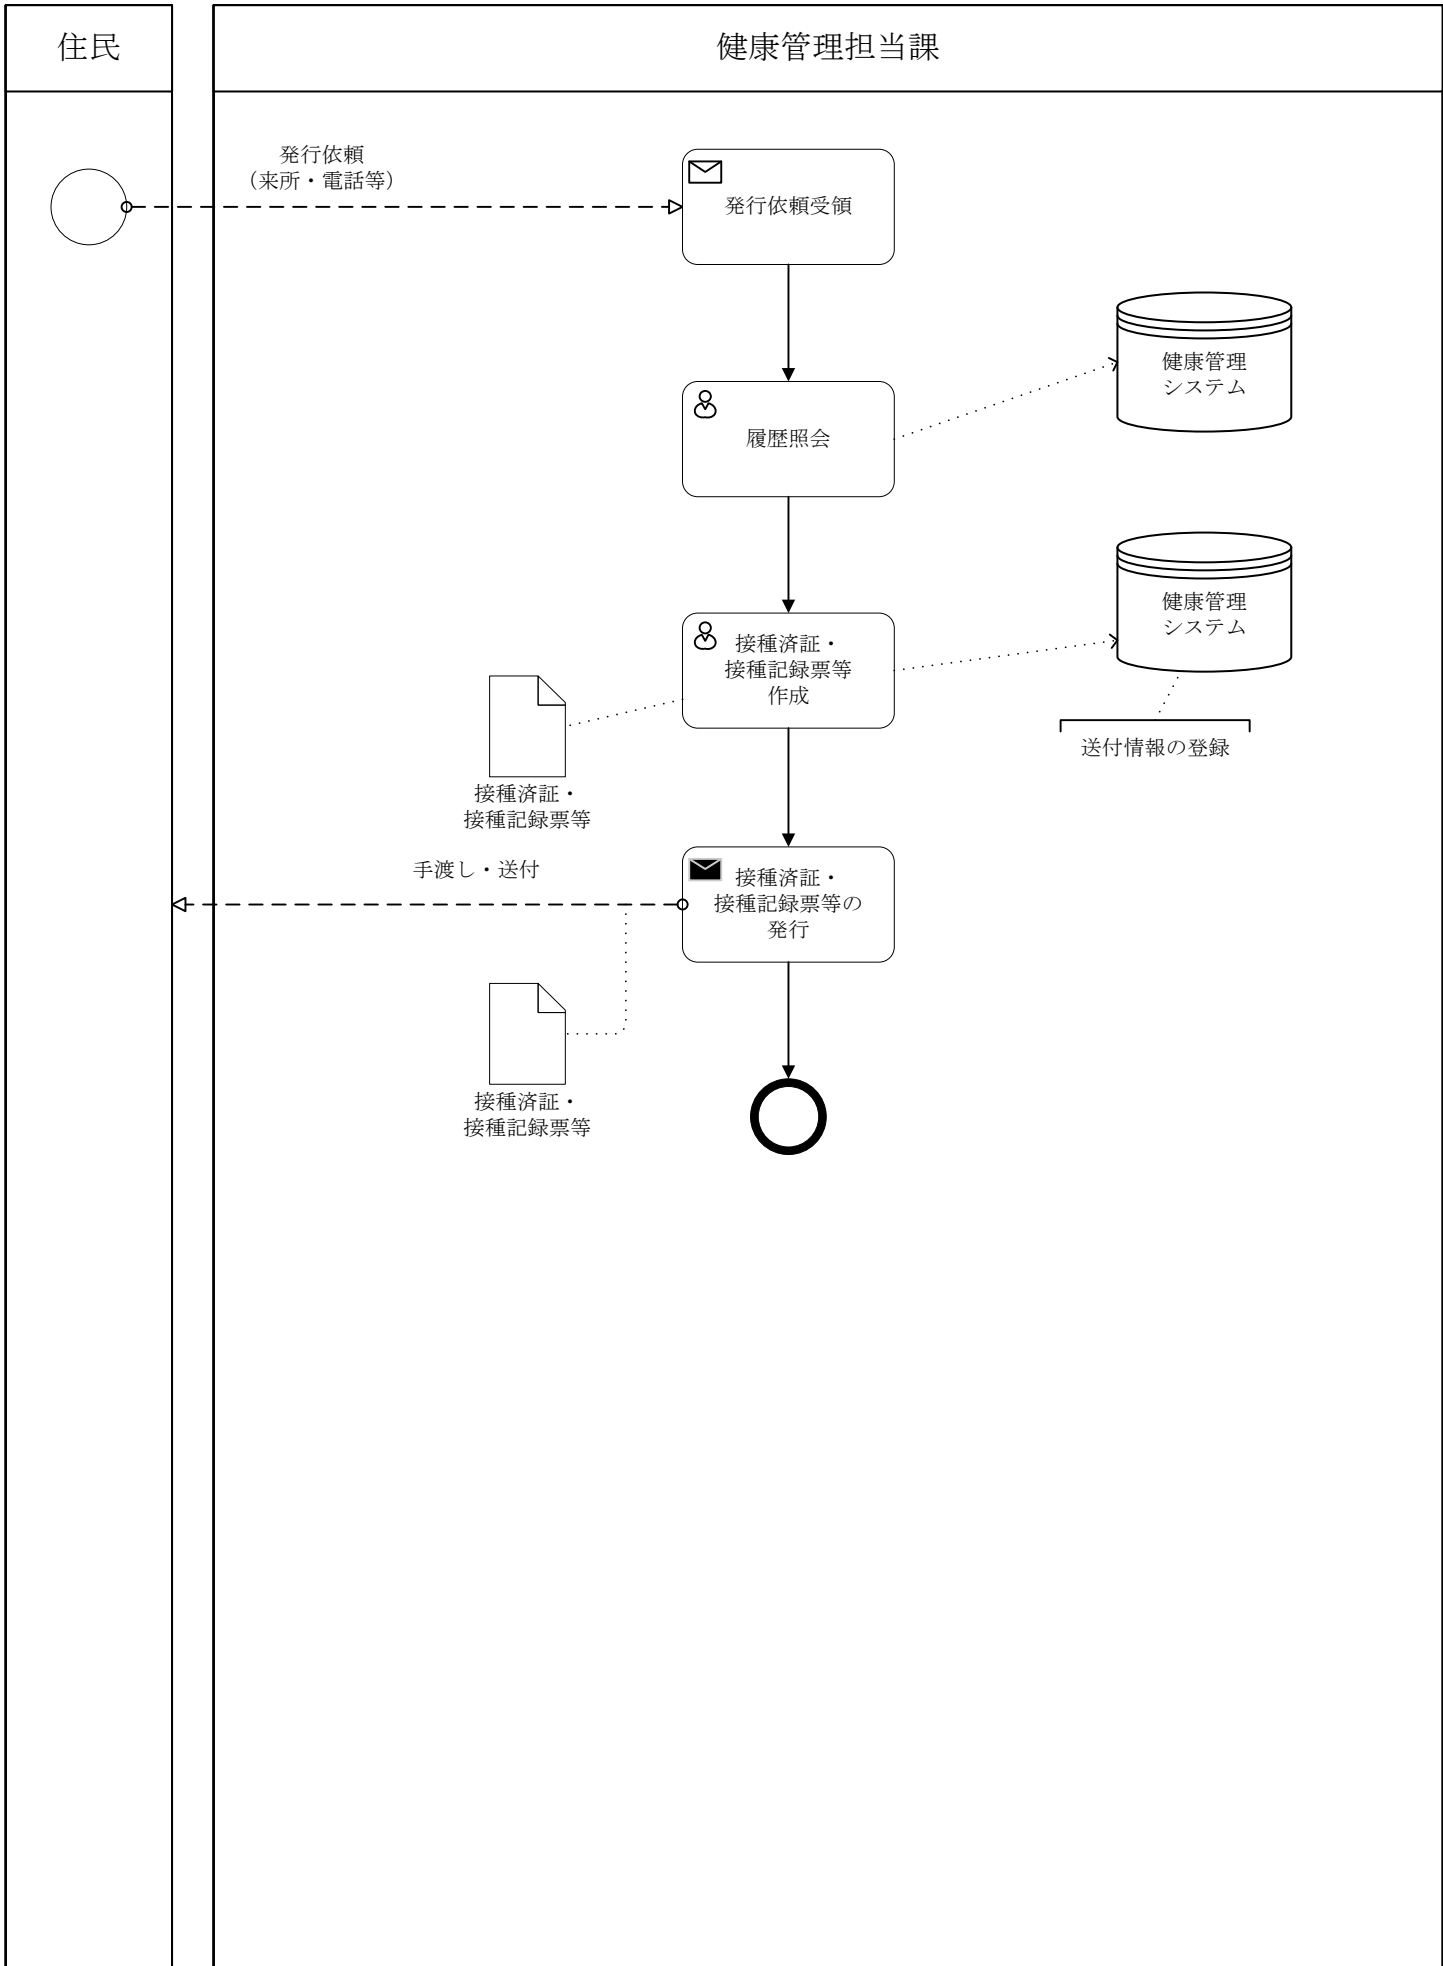 住民
健康管理担当課
発行依頼
（来所・電話等）
発行依頼受領
健康管理
システム
履歴照会
健康管理
システム
接種済証・
接種記録票等
作成
送付情報の登録
接種済証・
接種記録票等
手渡し・送付
接種済証・
接種記録票等の
発行
接種済証・
接種記録票等